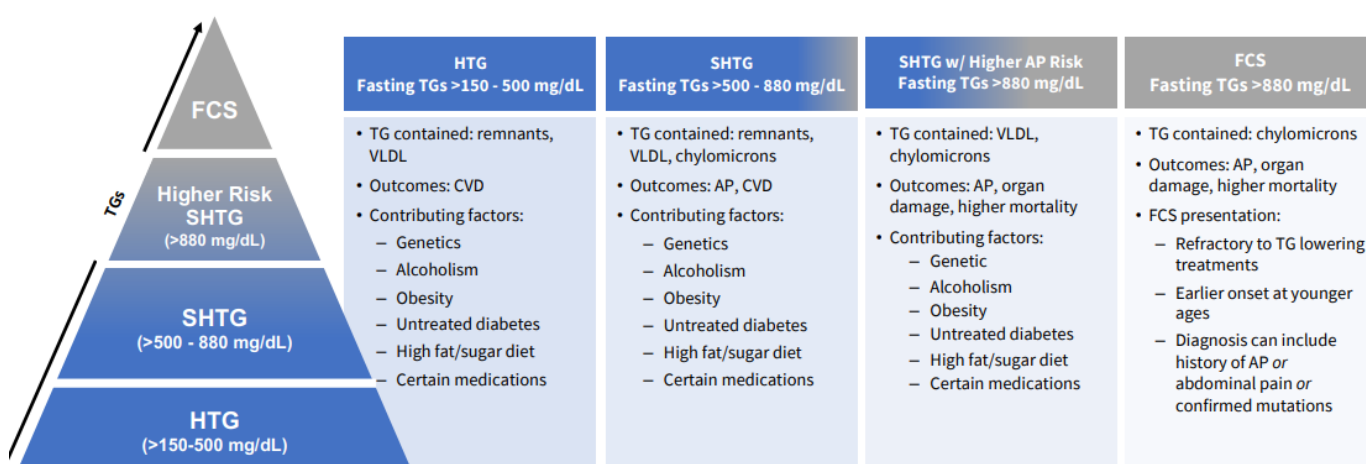 FCS
TGs
Higher Risk
SHTG
(>880 mg/dL)
SHTG
(>500 - 880 mg/dL)
HTG
(>150-500 mg/dL)
HTG
Fasting TGs >150 - 500 mg/dL
• TG contained: remnants,
VLDL
• Outcomes: CVD
• Contributing factors:
– Genetics
– Alcoholism
– Obesity
– Untreated diabetes
– High fat/sugar diet
– Certain medications
SHTG
Fasting TGs >500 - 880 mg/dL
• TG contained: remnants,
VLDL, chylomicrons
• Outcomes: AP, CVD
• Contributing factors:
– Genetics
– Alcoholism
– Obesity
– Untreated diabetes
– High fat/sugar diet
– Certain medications
SHTG w/ Higher AP Risk
Fasting TGs >880 mg/dL
• TG contained: VLDL,
chylomicrons
• Outcomes: AP, organ
damage, higher mortality
• Contributing factors:
– Genetic
– Alcoholism
– Obesity
– Untreated diabetes
– High fat/sugar diet
– Certain medications
FCS
Fasting TGs >880 mg/dL
• TG contained: chylomicrons
• Outcomes: AP, organ
damage, higher mortality
• FCS presentation:
– Refractory to TG lowering
treatments
– Earlier onset at younger
ages
– Diagnosis can include
history of AP or
abdominal pain or
confirmed mutations